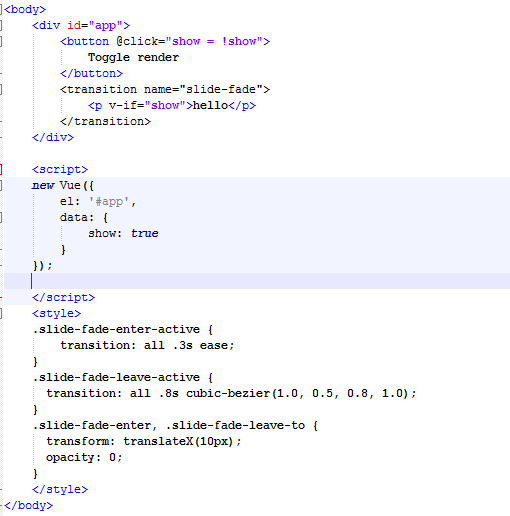 <body>
    <div id="app">
        <button @click="show = !show">
            Toggle render
        </button>
        <transition name="slide-fade">
            <p v-if="show">hello</p>
        </transition>
    </div>

    <script>
    new Vue({
        el: '#app',
        data: {
            show: true
        }
    });

    </script>
    <style>
    .slide-fade-enter-active {
        transition: all .3s ease;
    }
    .slide-fade-leave-active {
      transition: all .8s cubic-bezier(1.0, 0.5, 0.8, 1.0);
    }
    .slide-fade-enter, .slide-fade-leave-to {
      transform: translateX(10px);
      opacity: 0;
    }
    </style>
</body>